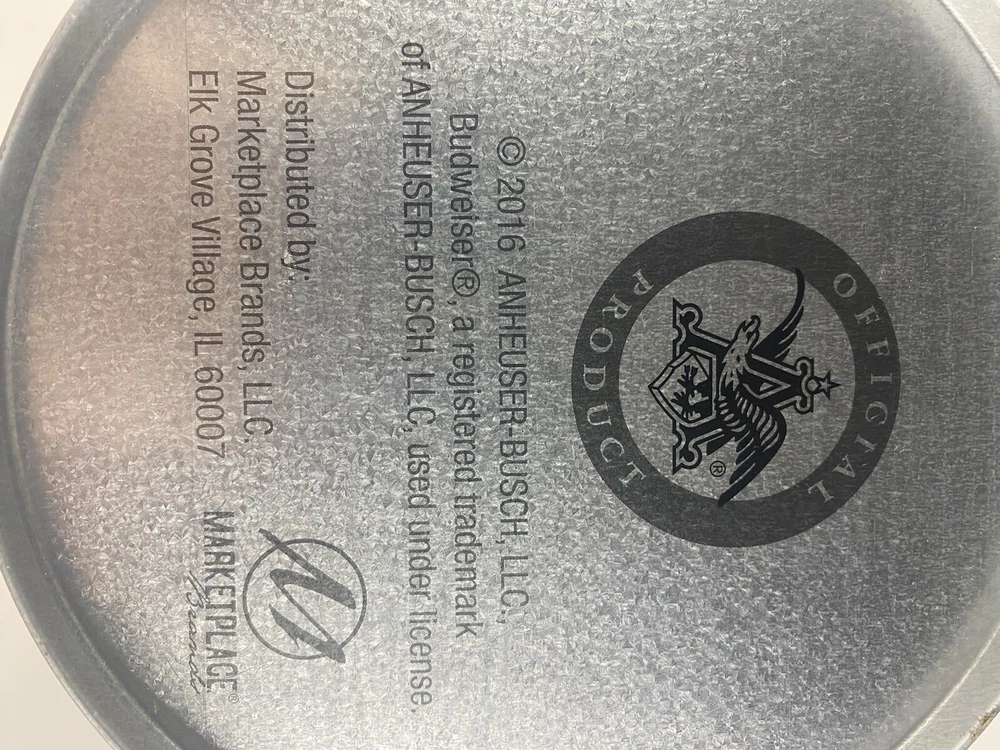 OFFICIAL
PRODUCT
®
© 2016 ANHEUSER-BUSCH, LLC.,
Budweiser®, a registered trademark
of ANHEUSER-BUSCH, LLC, used under license.
Distributed by:
Marketplace Brands, LLC.
Elk Grove Village, IL 60007
MARKETPLACE®
Brands